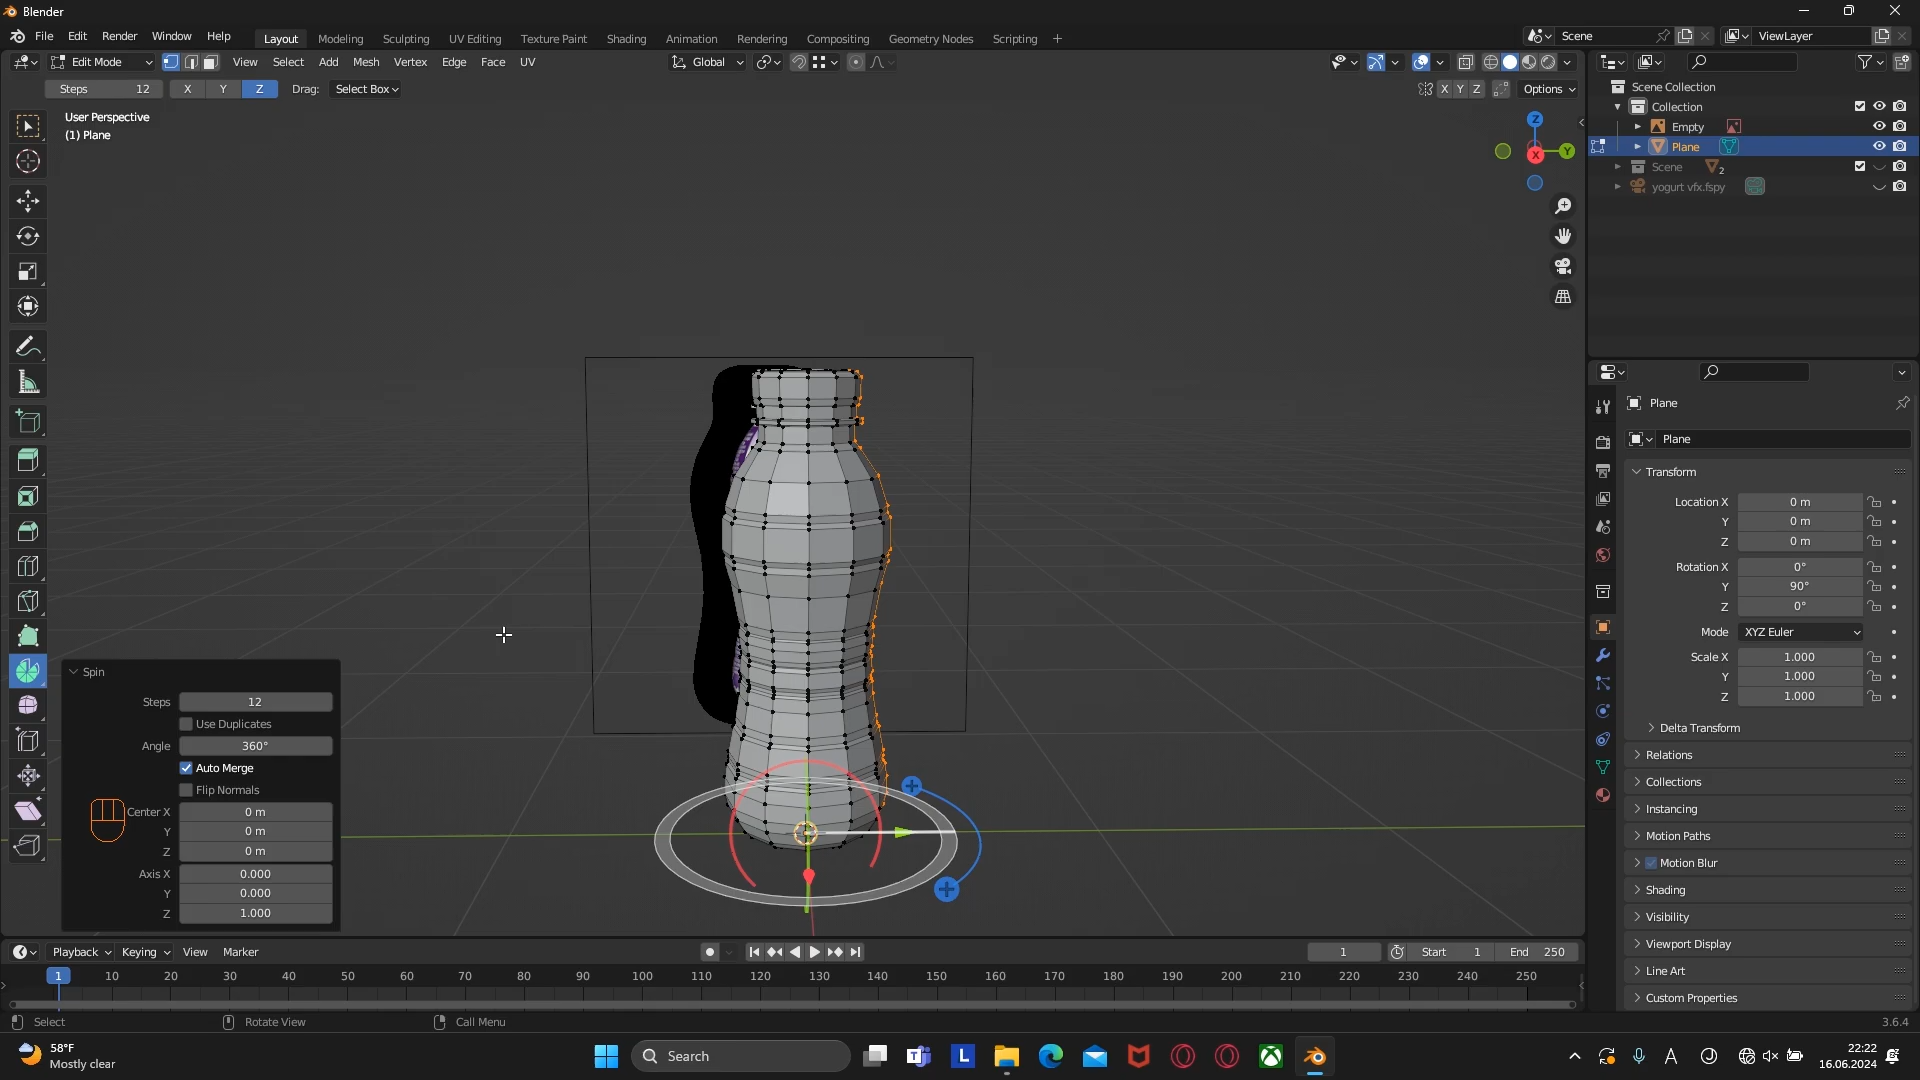 Blender
File Edit Render Window Help
Layout Modeling Sculpting UV Editing Texture Paint Shading Animation Rendering Compositing Geometry Nodes Scripting +
Scene ViewLayer
Edit Mode View Select Add Mesh Vertex Edge Face UV Global
Steps 12 X Y Z Drag: Select Box X Y Z Options
User Perspective
(1) Plane
Z
Y
X
Scene Collection
Collection
Empty
Plane
Scene 2
yogurt vfx.fspy
Plane
Plane
Transform
Location X 0 m
Y 0 m
Z 0 m
Rotation X 0°
Y 90°
Z 0°
Mode XYZ Euler
Scale X 1.000
Y 1.000
Z 1.000
Delta Transform
Relations
Collections
Instancing
Motion Paths
Motion Blur
Shading
Visibility
Viewport Display
Line Art
Custom Properties
Spin
Steps 12
Use Duplicates
Angle 360°
Auto Merge
Flip Normals
Center X 0 m
Y 0 m
Z 0 m
Axis X 0.000
Y 0.000
Z 1.000
Playback Keying View Marker 1 Start 1 End 250
1 10 20 30 40 50 60 70 80 90 100 110 120 130 140 150 160 170 180 190 200 210 220 230 240 250
Select Rotate View Call Menu 3.6.4
58°F
Mostly clear
Search
L
A
22:22
16.06.2024